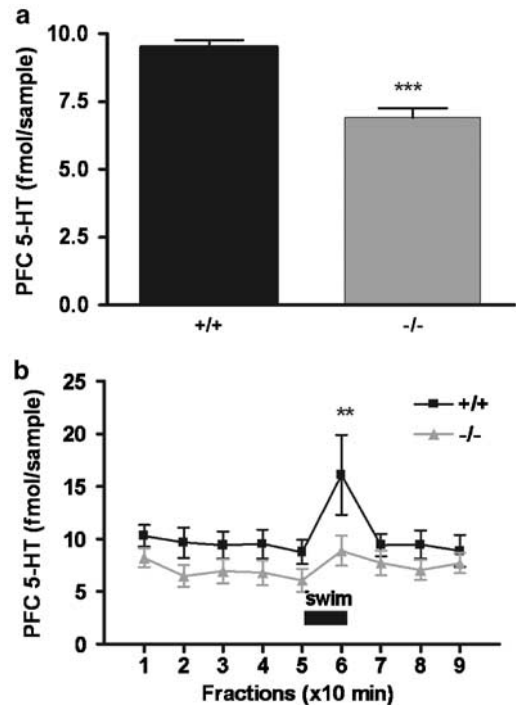 a
PFC 5-HT (fmol/sample)
10.0
7.5
5.0
2.5
0.0
***
+/+
-/-
b
PFC 5-HT (fmol/sample)
25
20
15
10
5
0
**
+/+
-/-
swim
1 2 3 4 5 6 7 8 9
Fractions (x10 min)